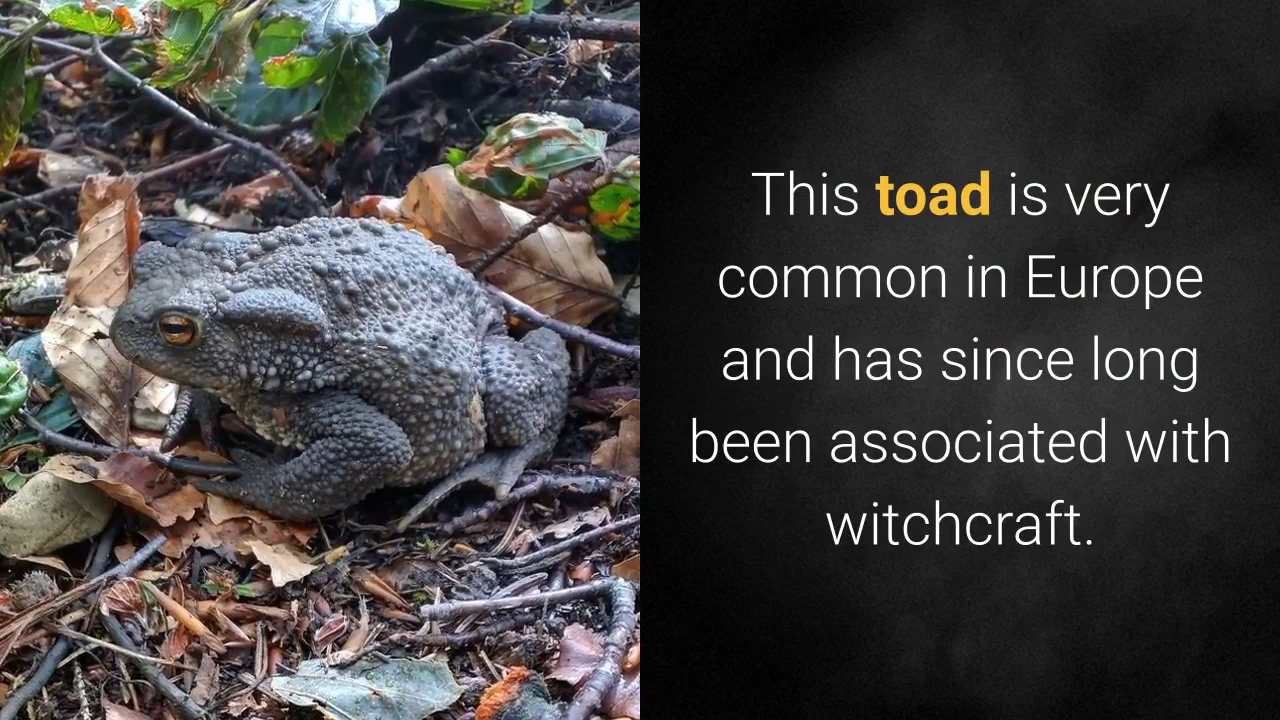 This toad is very
common in Europe
and has since long
been associated with
witchcraft.